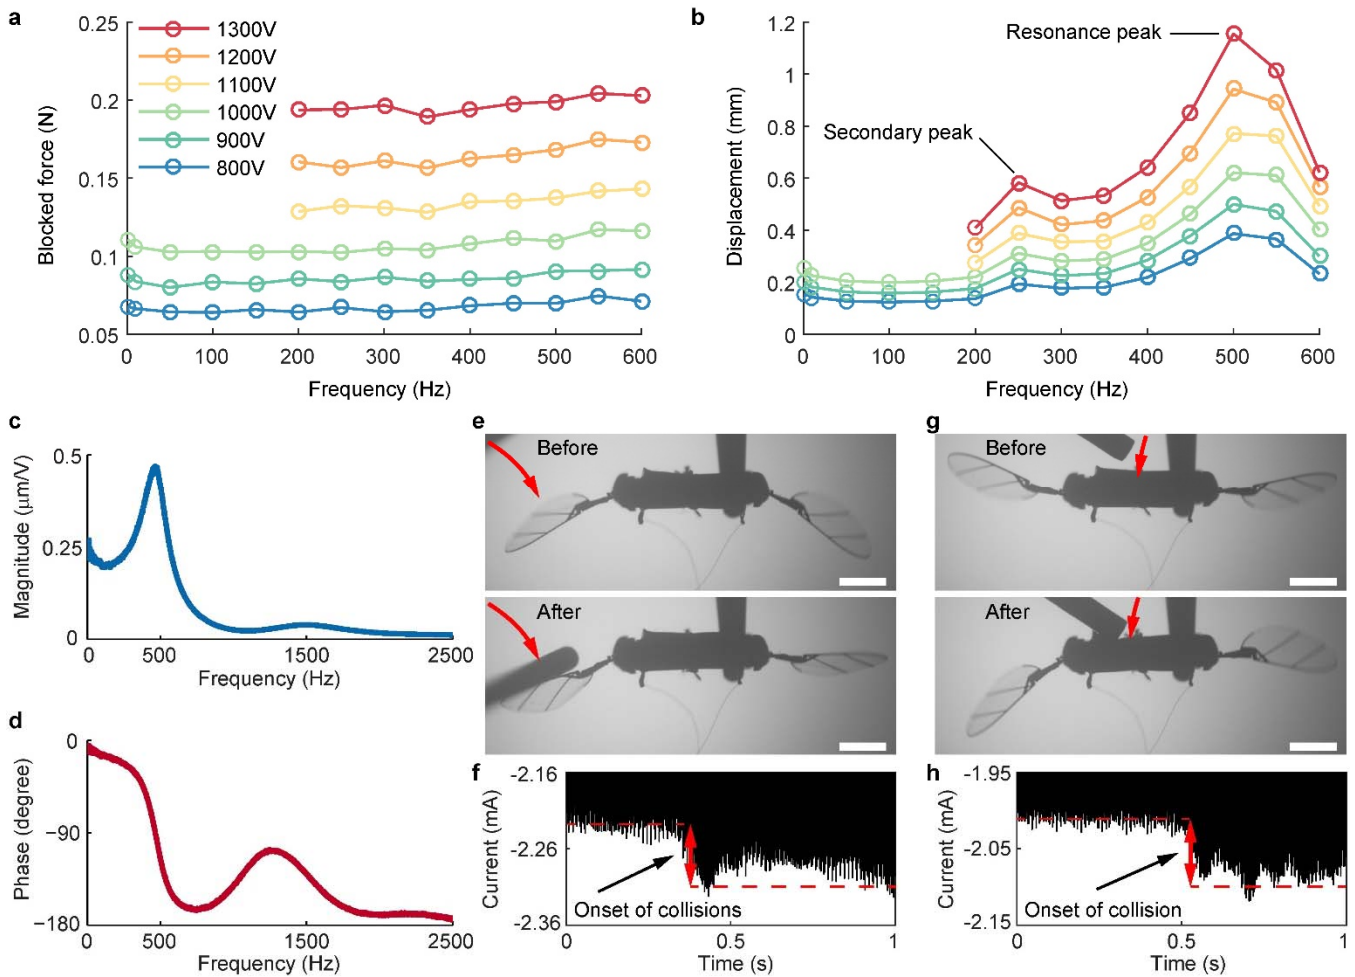 a
0.25
0.2
0.15
0.1
0.05
Blocked force (N)
1300V
1200V
1100V
1000V
900V
800V
0 100 200 300 400 500 600
Frequency (Hz)
b
1.2
1
0.8
0.6
0.4
0.2
0
Displacement (mm)
Resonance peak
Secondary peak
0 100 200 300 400 500 600
Frequency (Hz)
c
0.5
0.25
0
Magnitude (μm/V)
0 500 1500 2500
Frequency (Hz)
d
0
−90
−180
Phase (degree)
0 500 1500 2500
Frequency (Hz)
e
Before
After
f
-2.16
-2.26
-2.36
Current (mA)
Onset of collisions
0 0.5 1
Time (s)
g
Before
After
h
-1.95
-2.05
-2.15
Current (mA)
Onset of collision
0 0.5 1
Time (s)